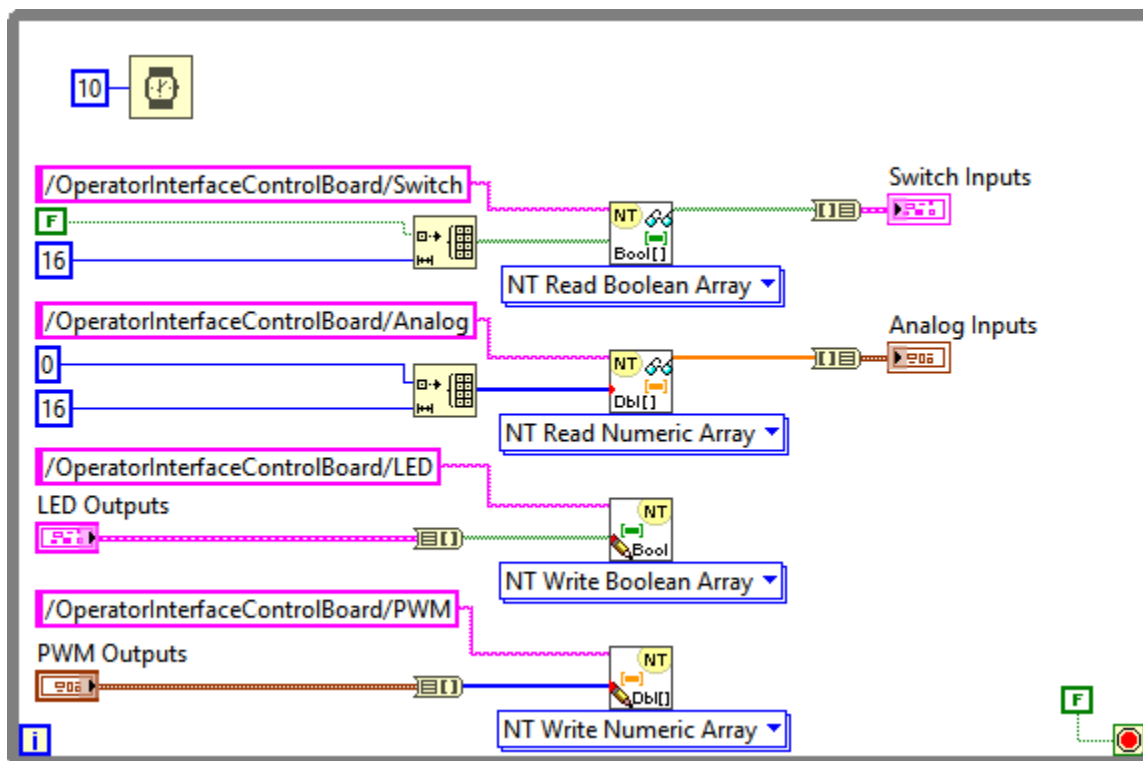 10
/OperatorInterfaceControlBoard/Switch
Switch Inputs
F
16
NT
Bool[]
NT Read Boolean Array
/OperatorInterfaceControlBoard/Analog
Analog Inputs
0
16
NT
Dbl[]
NT Read Numeric Array
/OperatorInterfaceControlBoard/LED
LED Outputs
NT
Bool
NT Write Boolean Array
/OperatorInterfaceControlBoard/PWM
PWM Outputs
NT
Dbl[]
NT Write Numeric Array
F
i